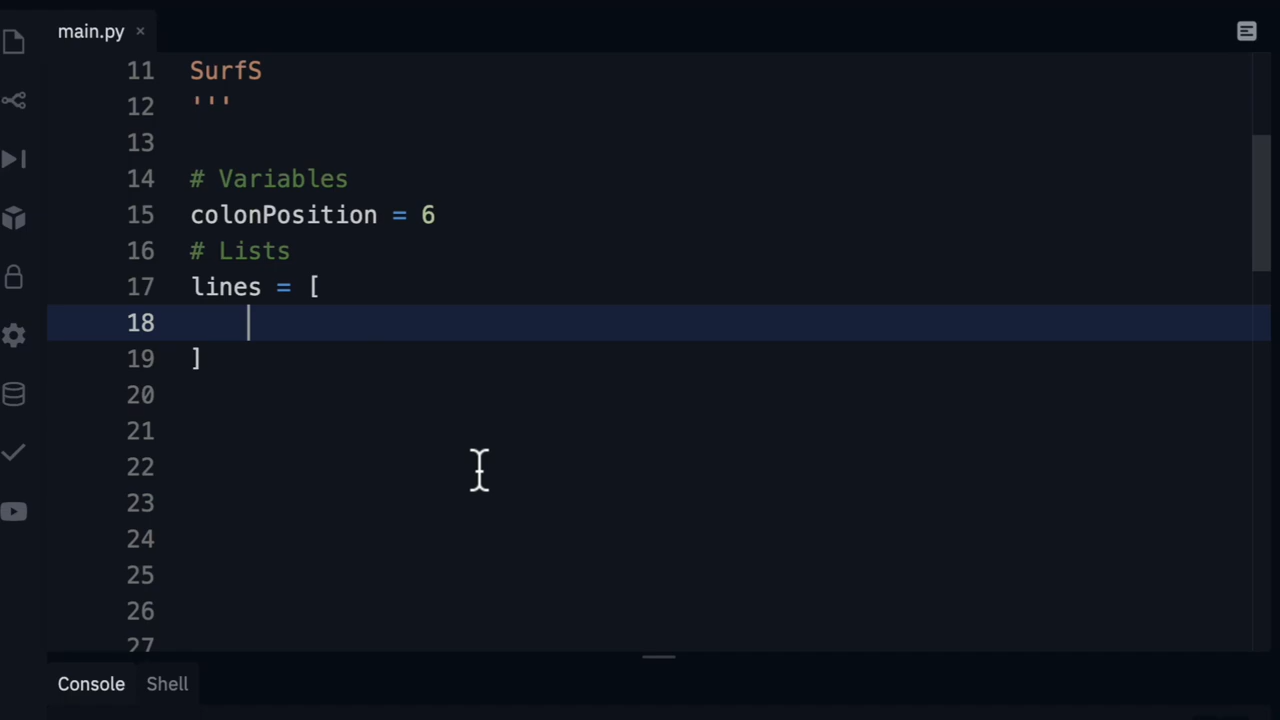 main.py ×
11 SurfS
12 '''
13
14 # Variables
15 colonPosition = 6
16 # Lists
17 lines = [
18
19 ]
20
21
22
23
24
25
26
27
Console Shell